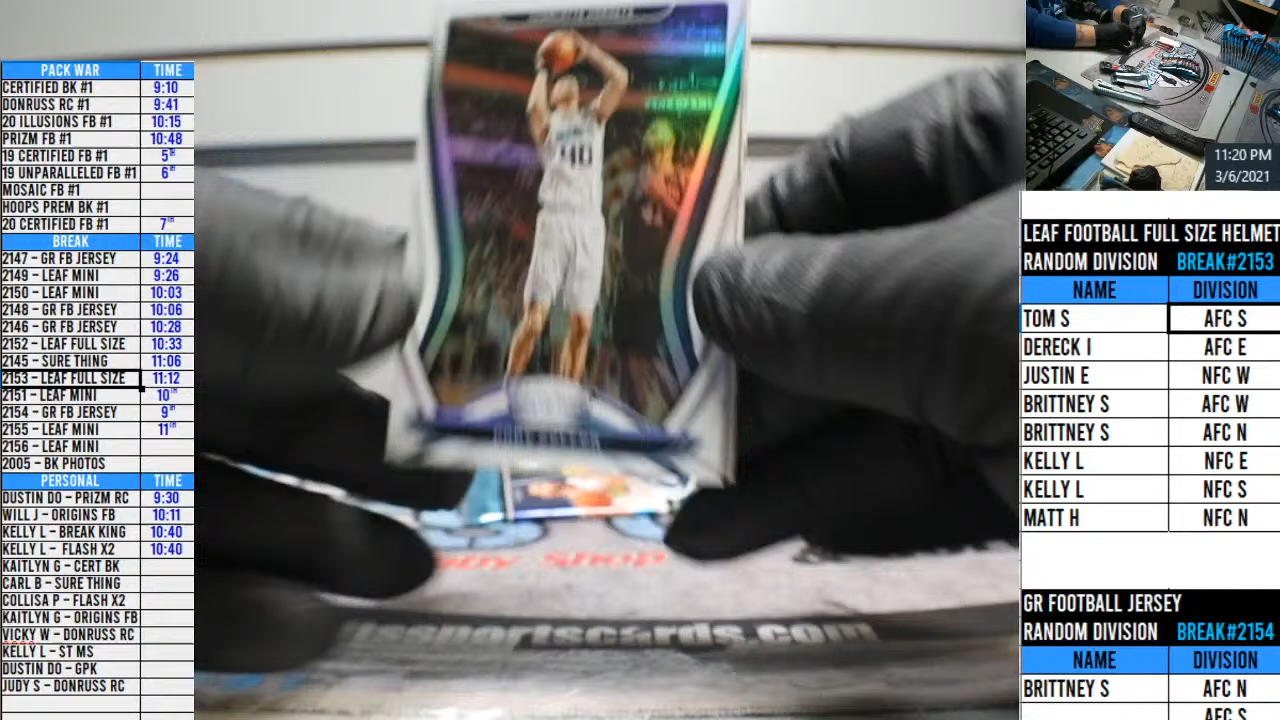 PACK WAR TIME
CERTIFIED BK #1 9:10
DONRUSS RC #1 9:41
20 ILLUSIONS FB #1 10:15
PRIZM FB #1 10:48
19 CERTIFIED FB #1 5TH
19 UNPARALLELED FB #1 6TH
MOSAIC FB #1
HOOPS PREM BK #1
20 CERTIFIED FB #1 7TH
BREAK TIME
2147 – GR FB JERSEY 9:24
2149 – LEAF MINI 9:26
2150 – LEAF MINI 10:03
2148 – GR FB JERSEY 10:06
2146 – GR FB JERSEY 10:28
2152 – LEAF FULL SIZE 10:33
2145 – SURE THING 11:06
2153 – LEAF FULL SIZE 11:12
2151 – LEAF MINI 10TH
2154 – GR FB JERSEY 9TH
2155 – LEAF MINI 11TH
2156 – LEAF MINI
2005 – BK PHOTOS
PERSONAL TIME
DUSTIN DO – PRIZM RC 9:30
WILL J – ORIGINS FB 10:11
KELLY L – BREAK KING 10:40
KELLY L – FLASH X2 10:40
KAITLYN G – CERT BK
CARL B – SURE THING
COLLISA P – FLASH X2
KAITLYN G – ORIGINS FB
VICKY W – DONRUSS RC
KELLY L – ST MS
DUSTIN DO – GPK
JUDY S – DONRUSS RC
40
Shop
sportscards.com
11:20 PM
3/6/2021
LEAF FOOTBALL FULL SIZE HELMET
RANDOM DIVISION BREAK#2153
NAME DIVISION
TOM S AFC S
DERECK I AFC E
JUSTIN E NFC W
BRITTNEY S AFC W
BRITTNEY S AFC N
KELLY L NFC E
KELLY L NFC S
MATT H NFC N
GR FOOTBALL JERSEY
RANDOM DIVISION BREAK#2154
NAME DIVISION
BRITTNEY S AFC N
AFC S